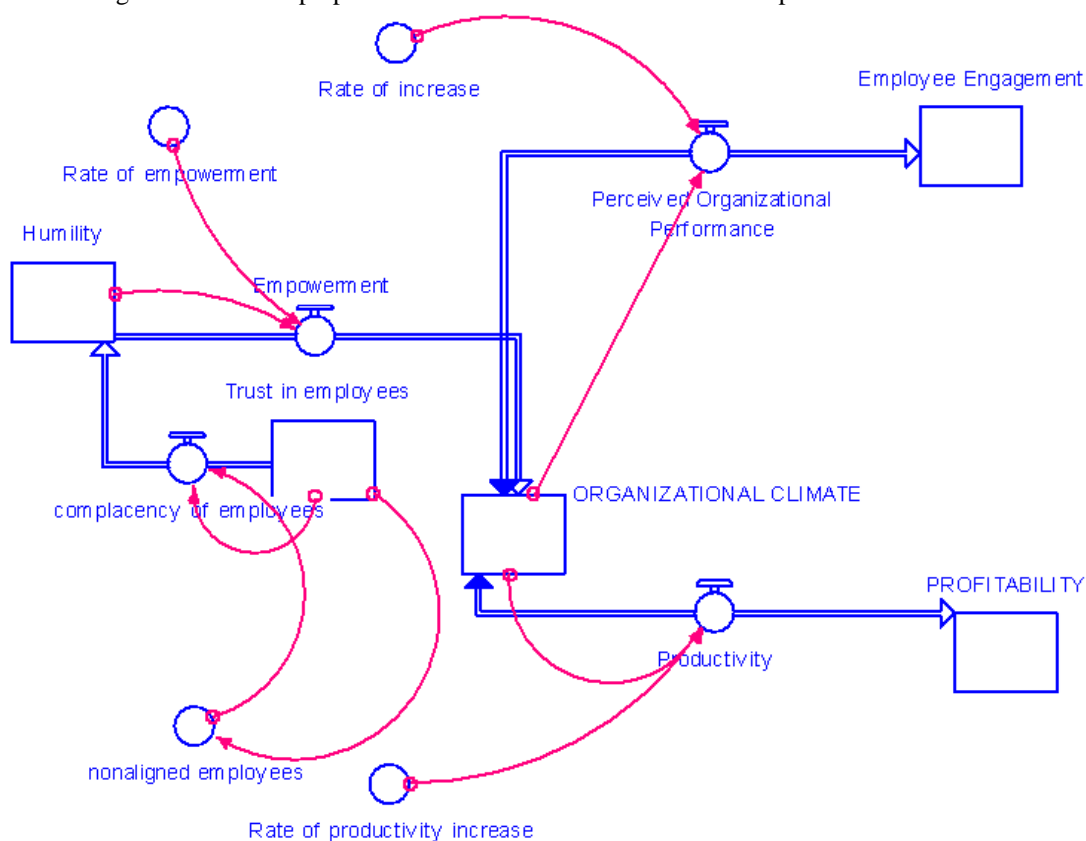 Rate of increase
Employee Engagement
Rate of empowerment
Perceived Organizational
Performance
Humility
Empowerment
Trust in employees
ORGANIZATIONAL CLIMATE
complacency of employees
PROFITABILITY
Productivity
nonaligned employees
Rate of productivity increase